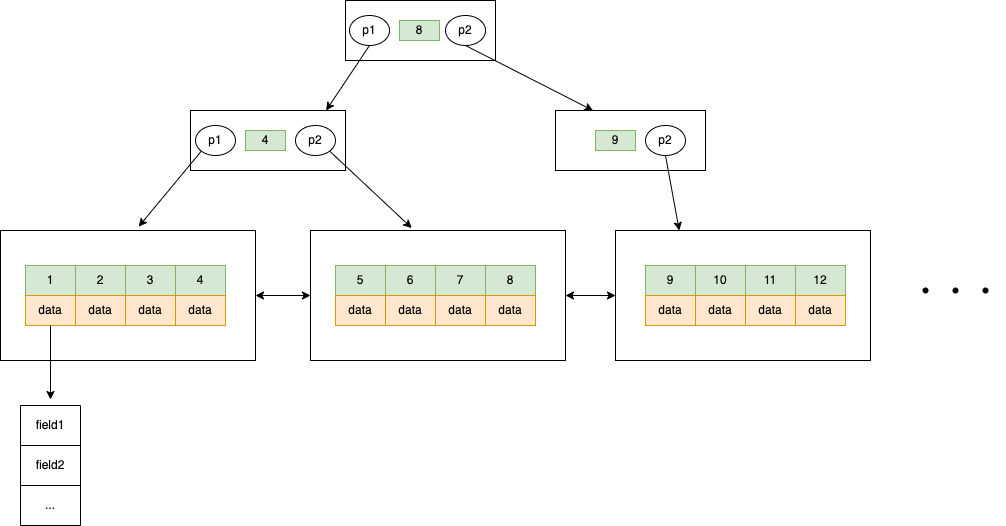 p1 8 p2
p1 4 p2
9 p2
1 2 3 4
data data data data
5 6 7 8
data data data data
9 10 11 12
data data data data
field1
field2
...
. . .